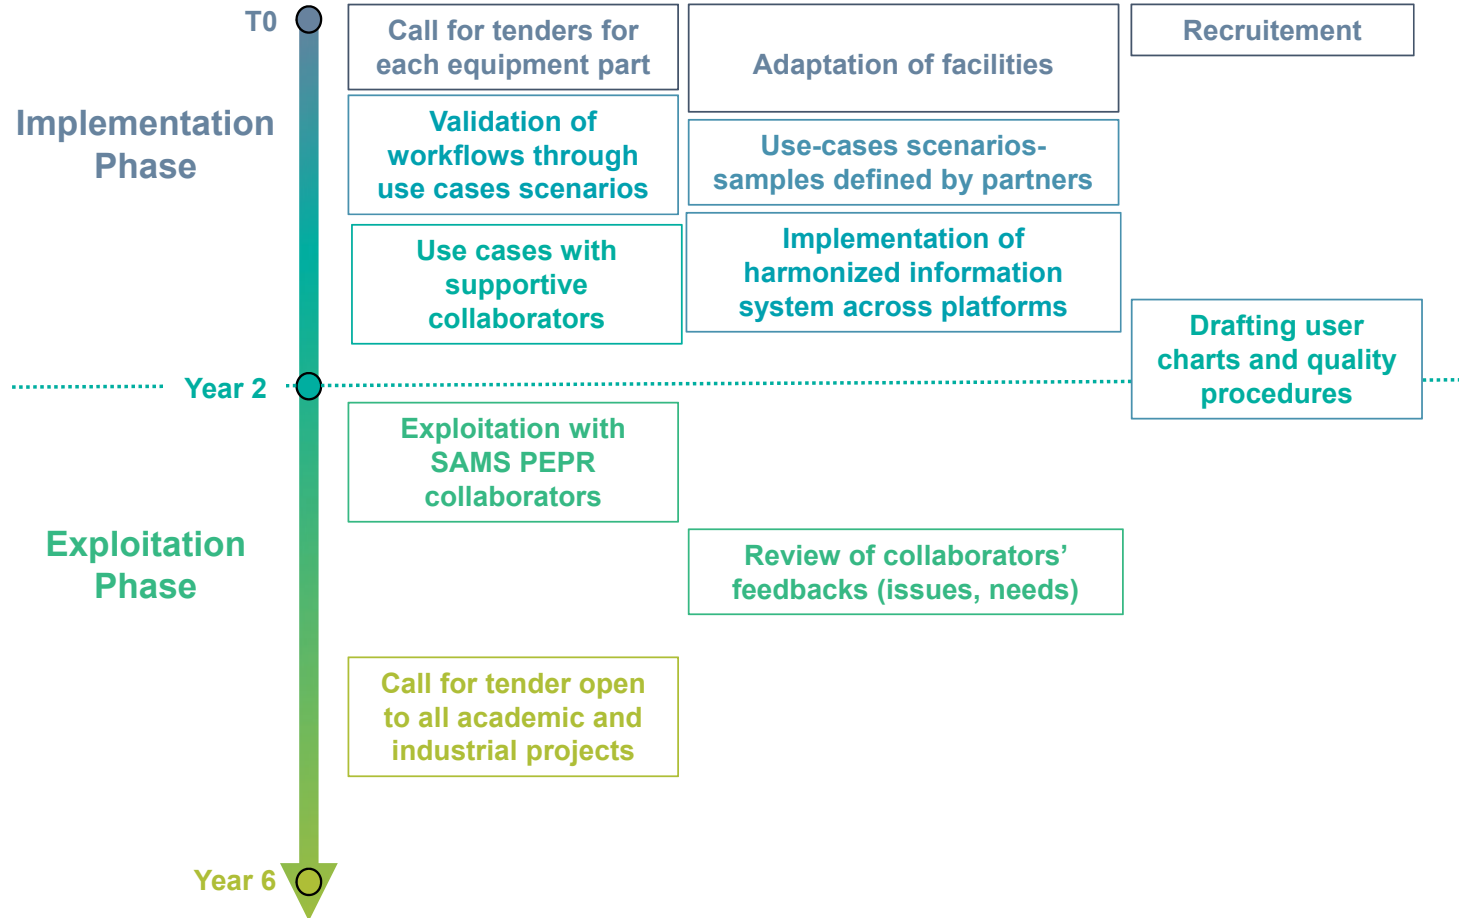 T0
Implementation
Phase
Call for tenders for
each equipment part
Adaptation of facilities
Recruitement
Validation of
workflows through
use cases scenarios
Use-cases scenarios-
samples defined by partners
Use cases with
supportive
collaborators
Implementation of
harmonized information
system across platforms
Drafting user
charts and quality
procedures
Year 2
Exploitation
Phase
Exploitation with
SAMS PEPR
collaborators
Review of collaborators’
feedbacks (issues, needs)
Call for tender open
to all academic and
industrial projects
Year 6